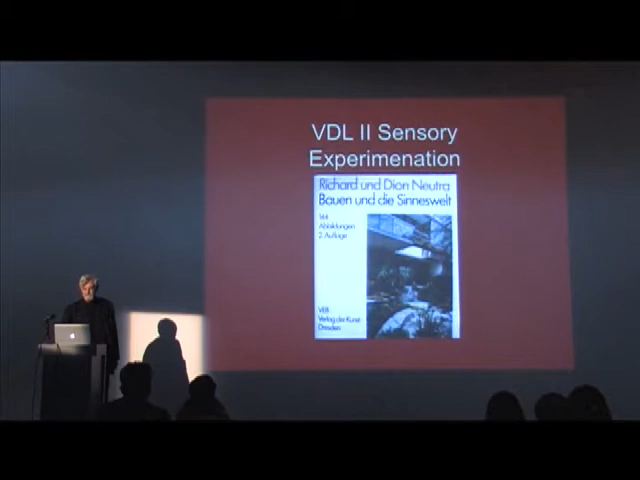 VDL II Sensory
Experimenation
Richard und Dion Neutra
Bauen und die Sinneswelt
144
Abbildungen
2. Auflage
VEB
Verlag der Kunst
Dresden